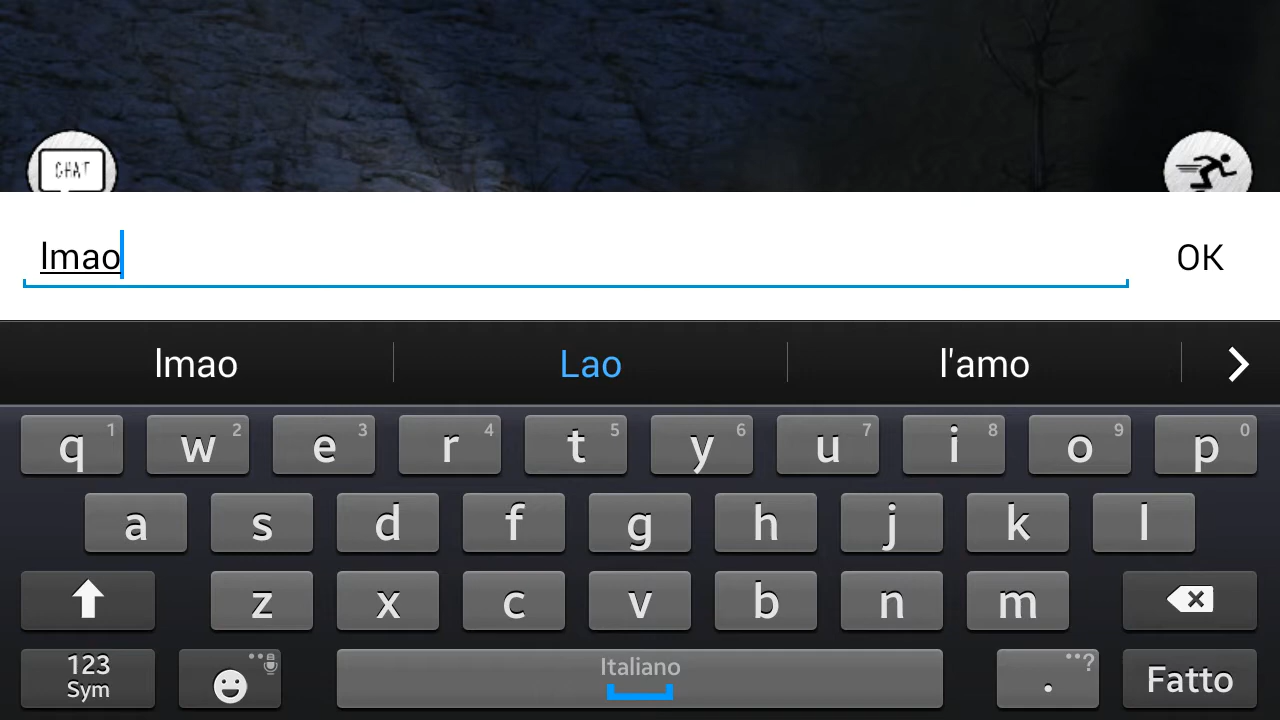 CHAT
lmao OK
lmao Lao l'amo
q 1 w 2 e 3 r 4 t 5 y 6 u 7 i 8 o 9 p 0
a s d f g h j k l
z x c v b n m
123 Sym Italiano . ? Fatto